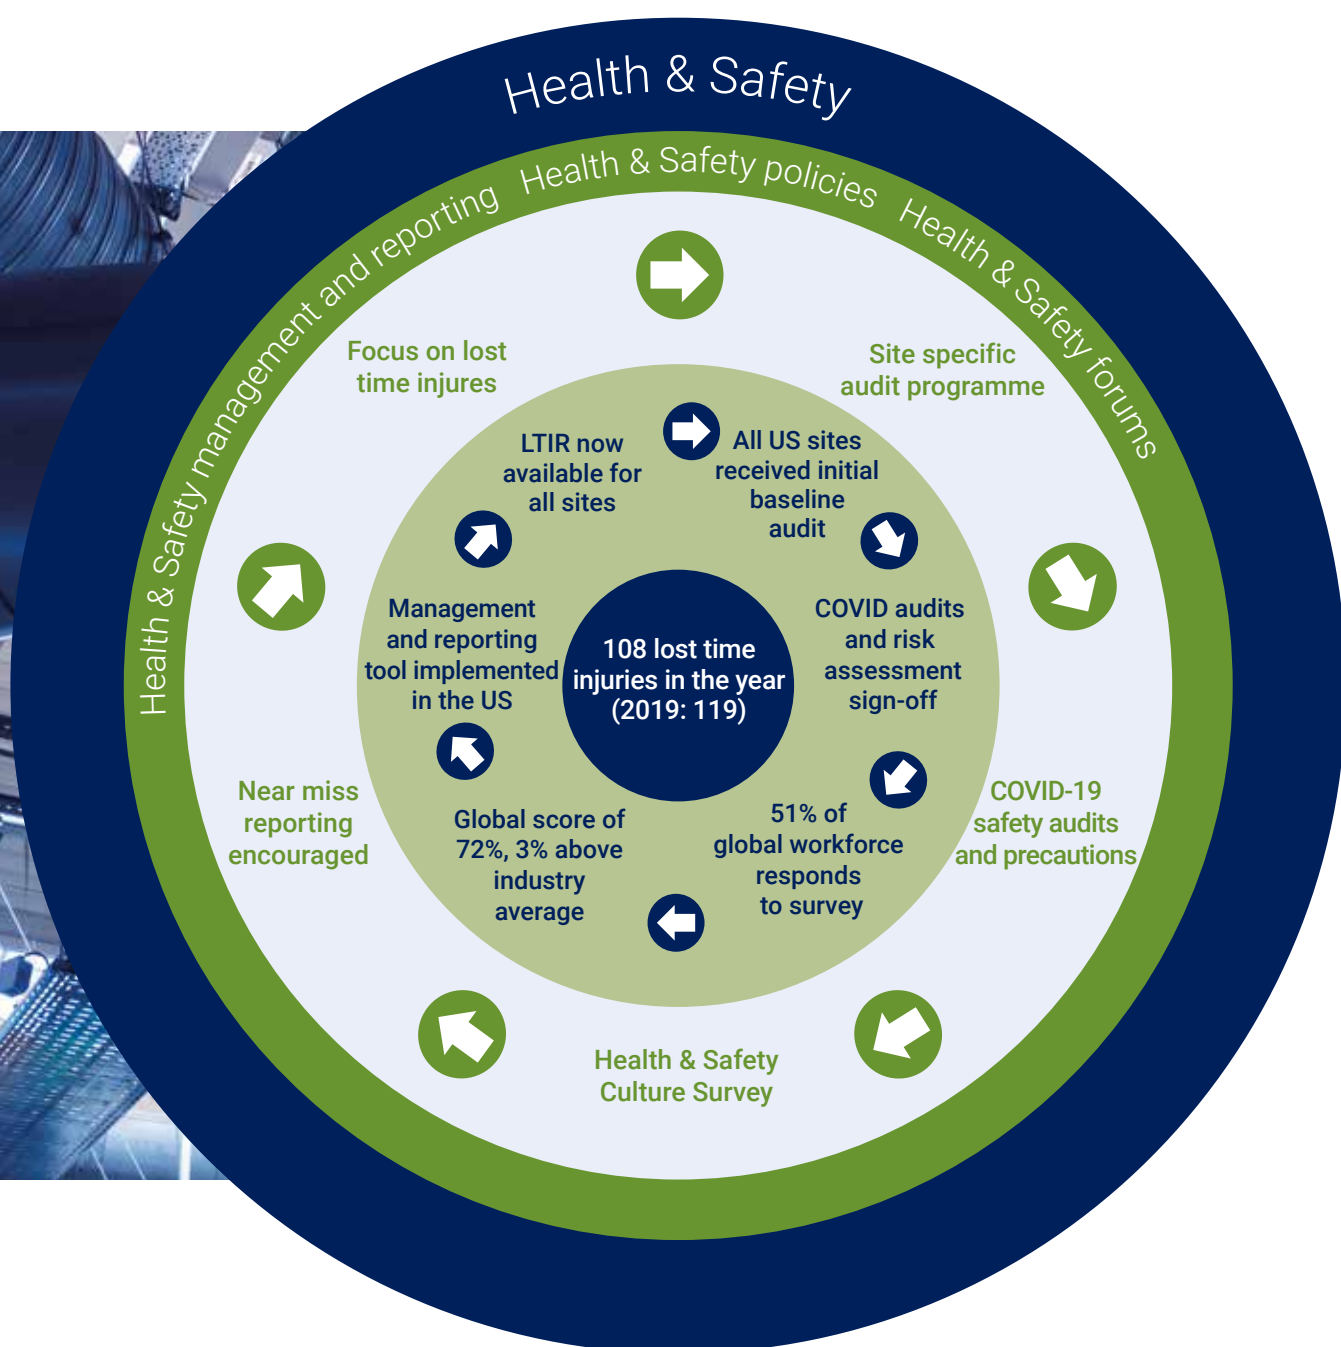 Health & Safety
Health & Safety management and reporting
Health & Safety policies
Health & Safety forums
Focus on lost
time injures
Site specific
audit programme
COVID-19
safety audits
and precautions
Health & Safety
Culture Survey
Near miss
reporting
encouraged
LTIR now
available for
all sites
All US sites
received initial
baseline
audit
COVID audits
and risk
assessment
sign-off
51% of
global workforce
responds
to survey
Global score of
72%, 3% above
industry
average
Management
and reporting
tool implemented
in the US
108 lost time
injuries in the year
(2019: 119)